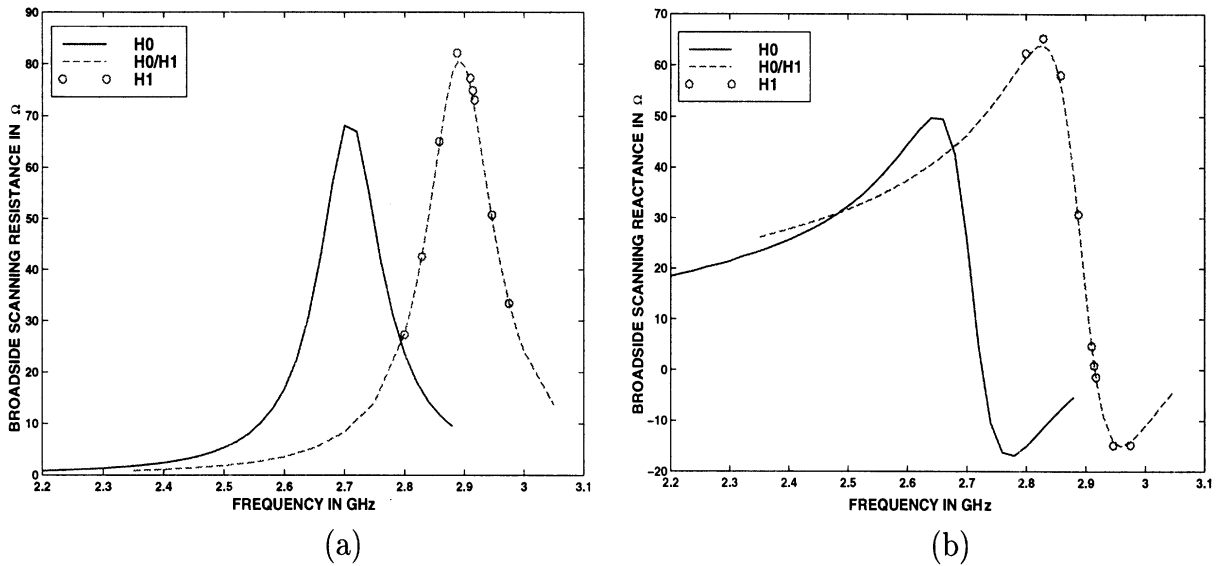 90
80
70
60
50
40
30
20
10
0
BROADSIDE SCANNING RESISTANCE IN Ω
H0
H0/H1
H1
2.2 2.3 2.4 2.5 2.6 2.7 2.8 2.9 3 3.1
FREQUENCY IN GHz
(a)
70
60
50
40
30
20
10
0
−10
−20
BROADSIDE SCANNING REACTANCE IN Ω
H0
H0/H1
H1
2.2 2.3 2.4 2.5 2.6 2.7 2.8 2.9 3 3.1
FREQUENCY IN GHz
(b)